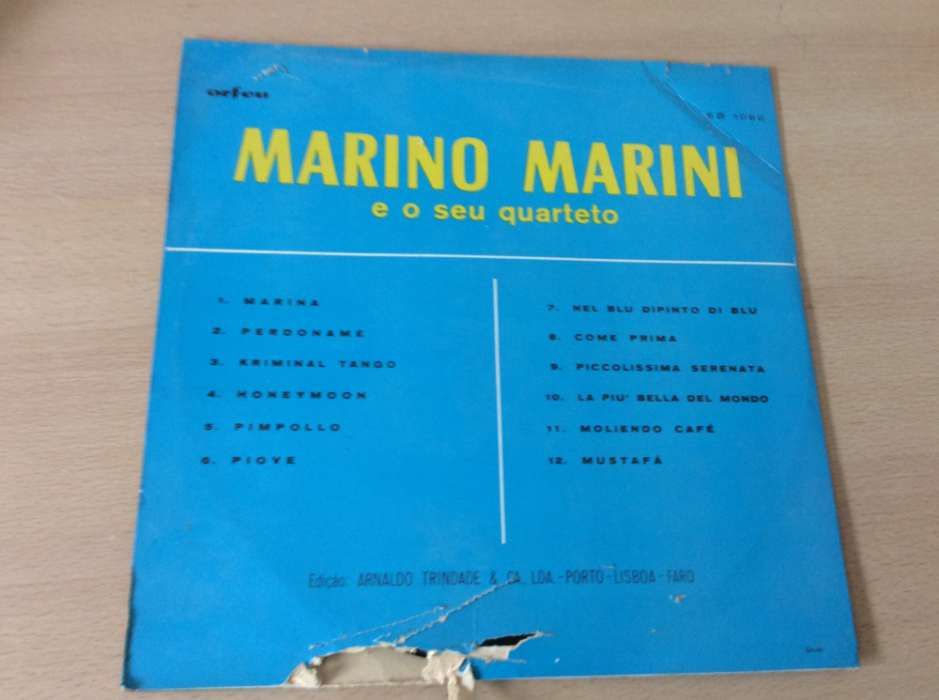 orfeu
MARINO MARINI
e o seu quarteto
1. MARINA
2. PERDONAME
3. KRIMINAL TANGO
4. HONEYMOON
5. PIMPOLLO
6. PIOVE
7. NEL BLU DIPINTO DI BLU
8. COME PRIMA
9. PICCOLISSIMA SERENATA
10. LA PIU' BELLA DEL MONDO
11. MOLIENDO CAFÉ
12. MUSTAFÁ
Edição: ARNALDO TRINDADE & CA. LDA. - PORTO - LISBOA - FARO